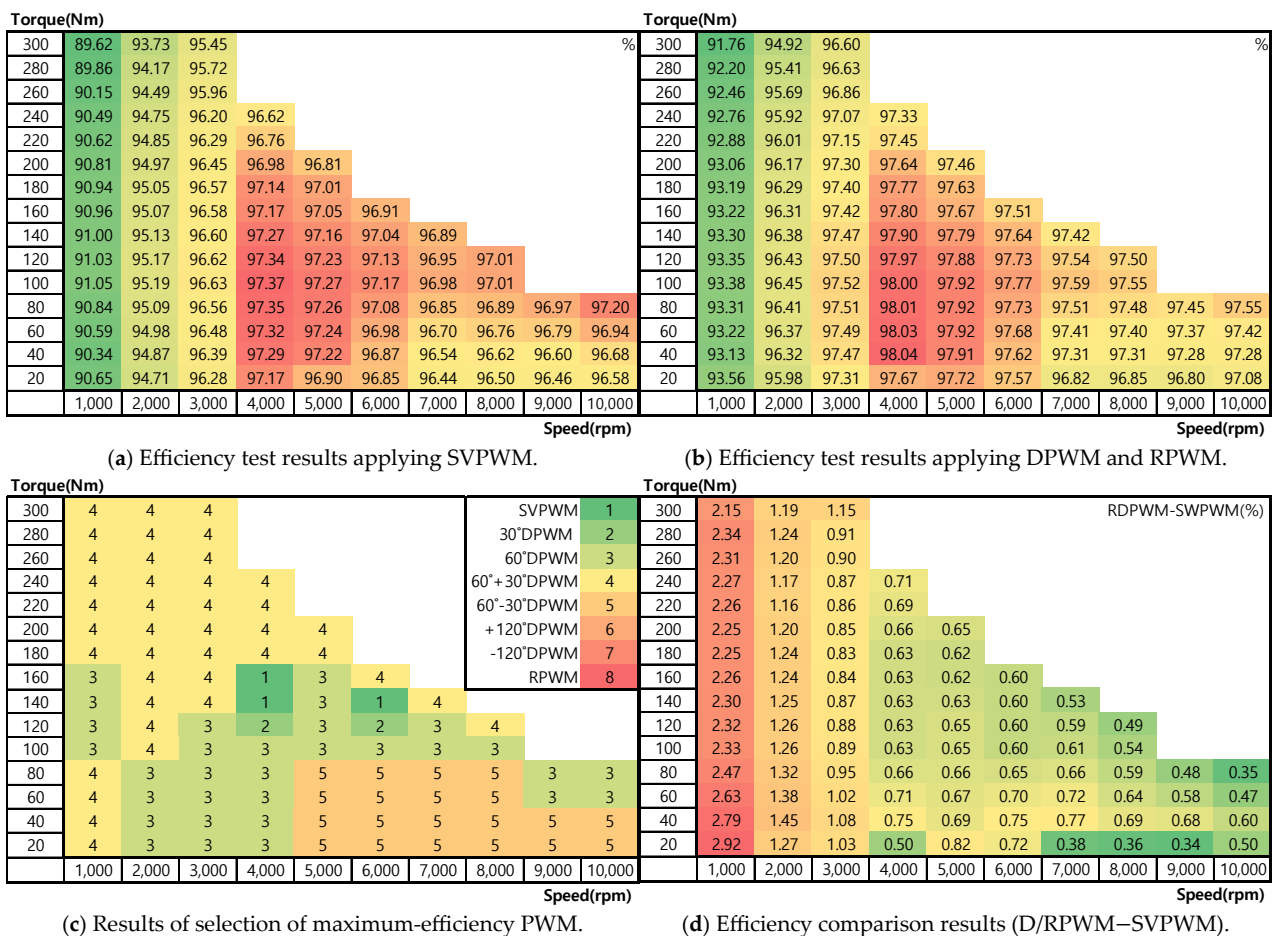 Torque(Nm)
300 89.62 93.73 95.45 %
280 89.86 94.17 95.72
260 90.15 94.49 95.96
240 90.49 94.75 96.20 96.62
220 90.62 94.85 96.29 96.76
200 90.81 94.97 96.45 96.98 96.81
180 90.94 95.05 96.57 97.14 97.01
160 90.96 95.07 96.58 97.17 97.05 96.91
140 91.00 95.13 96.60 97.27 97.16 97.04 96.89
120 91.03 95.17 96.62 97.34 97.23 97.13 96.95 97.01
100 91.05 95.19 96.63 97.37 97.27 97.17 96.98 97.01
80 90.84 95.09 96.56 97.35 97.26 97.08 96.85 96.89 96.97 97.20
60 90.59 94.98 96.48 97.32 97.24 96.98 96.70 96.76 96.79 96.94
40 90.34 94.87 96.39 97.29 97.22 96.87 96.54 96.62 96.60 96.68
20 90.65 94.71 96.28 97.17 96.90 96.85 96.44 96.50 96.46 96.58
1,000 2,000 3,000 4,000 5,000 6,000 7,000 8,000 9,000 10,000
Speed(rpm)
(a) Efficiency test results applying SVPWM.
Torque(Nm)
300 91.76 94.92 96.60 %
280 92.20 95.41 96.63
260 92.46 95.69 96.86
240 92.76 95.92 97.07 97.33
220 92.88 96.01 97.15 97.45
200 93.06 96.17 97.30 97.64 97.46
180 93.19 96.29 97.40 97.77 97.63
160 93.22 96.31 97.42 97.80 97.67 97.51
140 93.30 96.38 97.47 97.90 97.79 97.64 97.42
120 93.35 96.43 97.50 97.97 97.88 97.73 97.54 97.50
100 93.38 96.45 97.52 98.00 97.92 97.77 97.59 97.55
80 93.31 96.41 97.51 98.01 97.92 97.73 97.51 97.48 97.45 97.55
60 93.22 96.37 97.49 98.03 97.92 97.68 97.41 97.40 97.37 97.42
40 93.13 96.32 97.47 98.04 97.91 97.62 97.31 97.31 97.28 97.28
20 93.56 95.98 97.31 97.67 97.72 97.57 96.82 96.85 96.80 97.08
1,000 2,000 3,000 4,000 5,000 6,000 7,000 8,000 9,000 10,000
Speed(rpm)
(b) Efficiency test results applying DPWM and RPWM.
Torque(Nm)
300 4 4 4 SVPWM 1
280 4 4 4 30°DPWM 2
260 4 4 4 60°DPWM 3
240 4 4 4 4 60°+30°DPWM 4
220 4 4 4 4 60°-30°DPWM 5
200 4 4 4 4 4 +120°DPWM 6
180 4 4 4 4 4 -120°DPWM 7
160 3 4 4 1 3 4 RPWM 8
140 3 4 4 1 3 1 4
120 3 4 3 2 3 2 3 4
100 3 4 3 3 3 3 3 3
80 4 3 3 3 5 5 5 5 3 3
60 4 3 3 3 5 5 5 5 3 3
40 4 3 3 3 5 5 5 5 5 5
20 4 3 3 3 5 5 5 5 5 5
1,000 2,000 3,000 4,000 5,000 6,000 7,000 8,000 9,000 10,000
Speed(rpm)
(c) Results of selection of maximum-efficiency PWM.
Torque(Nm)
300 2.15 1.19 1.15 RDPWM-SWPWM(%)
280 2.34 1.24 0.91
260 2.31 1.20 0.90
240 2.27 1.17 0.87 0.71
220 2.26 1.16 0.86 0.69
200 2.25 1.20 0.85 0.66 0.65
180 2.25 1.24 0.83 0.63 0.62
160 2.26 1.24 0.84 0.63 0.62 0.60
140 2.30 1.25 0.87 0.63 0.63 0.60 0.53
120 2.32 1.26 0.88 0.63 0.65 0.60 0.59 0.49
100 2.33 1.26 0.89 0.63 0.65 0.60 0.61 0.54
80 2.47 1.32 0.95 0.66 0.66 0.65 0.66 0.59 0.48 0.35
60 2.63 1.38 1.02 0.71 0.67 0.70 0.72 0.64 0.58 0.47
40 2.79 1.45 1.08 0.75 0.69 0.75 0.77 0.69 0.68 0.60
20 2.92 1.27 1.03 0.50 0.82 0.72 0.38 0.36 0.34 0.50
1,000 2,000 3,000 4,000 5,000 6,000 7,000 8,000 9,000 10,000
Speed(rpm)
(d) Efficiency comparison results (D/RPWM−SVPWM).